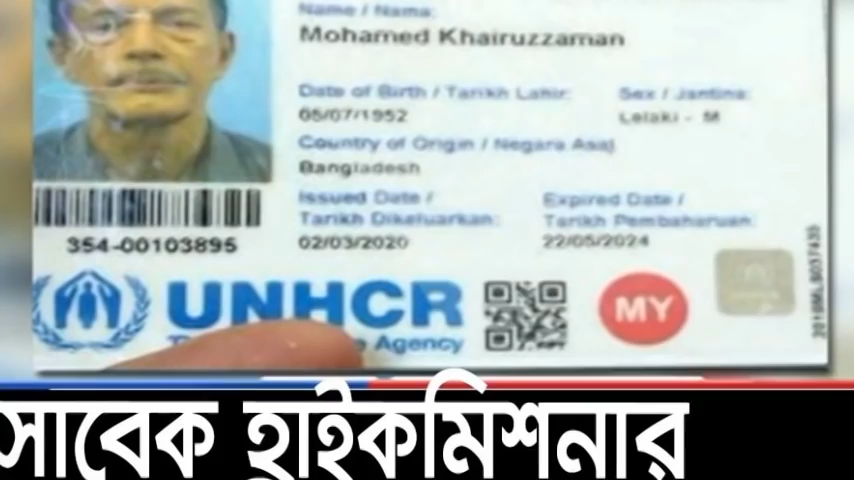 Name / Nama:
Mohamed Khairuzzaman
Date of Birth / Tarikh Lahir: Sex / Jantina:
05/07/1952 Lelaki - M
Country of Origin / Negara Asal
Bangladesh
Issued Date / Expired Date /
Tarikh Dikeluarkan: Tarikh Pembaharuan:
02/03/2020 22/05/2024
354-00103895
UNHCR
MY
Agency
সাবেক হাইকমিশনার